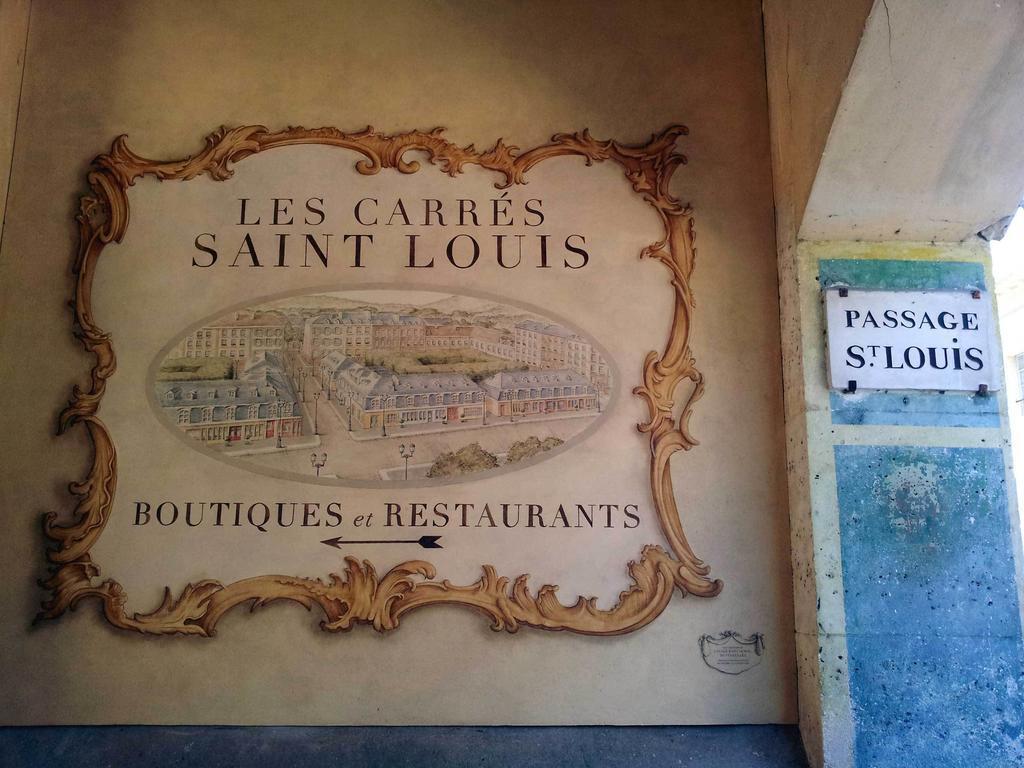 LES CARRÉS
SAINT LOUIS
BOUTIQUES et RESTAURANTS
PASSAGE
ST. LOUIS